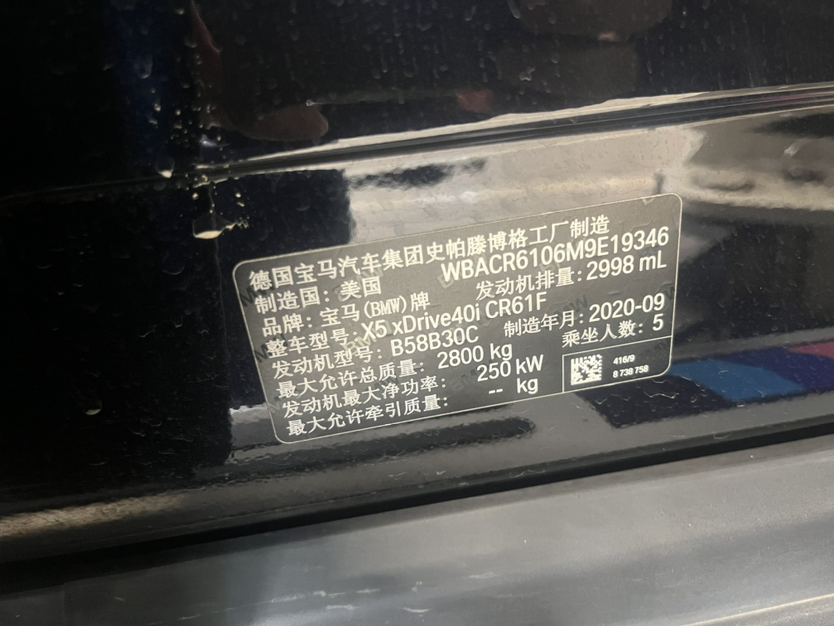 德国宝马汽车集团史帕滕博格工厂制造
制造国：美国 WBACR6106M9E19346
品牌：宝马(BMW)牌 发动机排量：2998 mL
整车型号：X5 xDrive40i CR61F
发动机型号：B58B30C 制造年月：2020-09
最大允许总质量：2800 kg 乘坐人数：5
发动机最大净功率：250 kW
最大允许牵引质量：-- kg
416/9
8 738 758